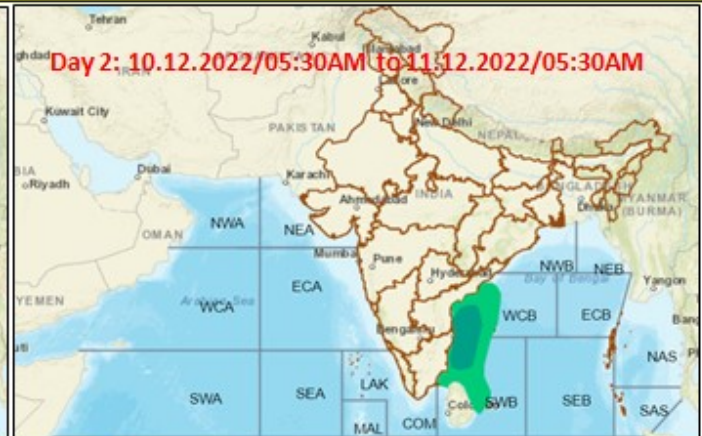 Tehran
Kabul
Day 2: 10.12.2022/05:30AM to 11.12.2022/05:30AM
IRAN
Kuwait City
New Delhi
PAKISTAN
NEPAL
Dubai
Karachi
Riyadh
Ahmedabad
INDIA
BANGLADESH
Dhaka
MYANMAR
(BURMA)
OMAN
NWA
NEA
Mumbai
Pune
Hyderabad
NWB
NEB
Bay of Bengal
Yangon
YEMEN
ECA
Arabian Sea
WCA
WCB
ECB
Bengaluru
NAS
LAK
SWA
SEA
SWB
SEB
SAS
MAL
COM